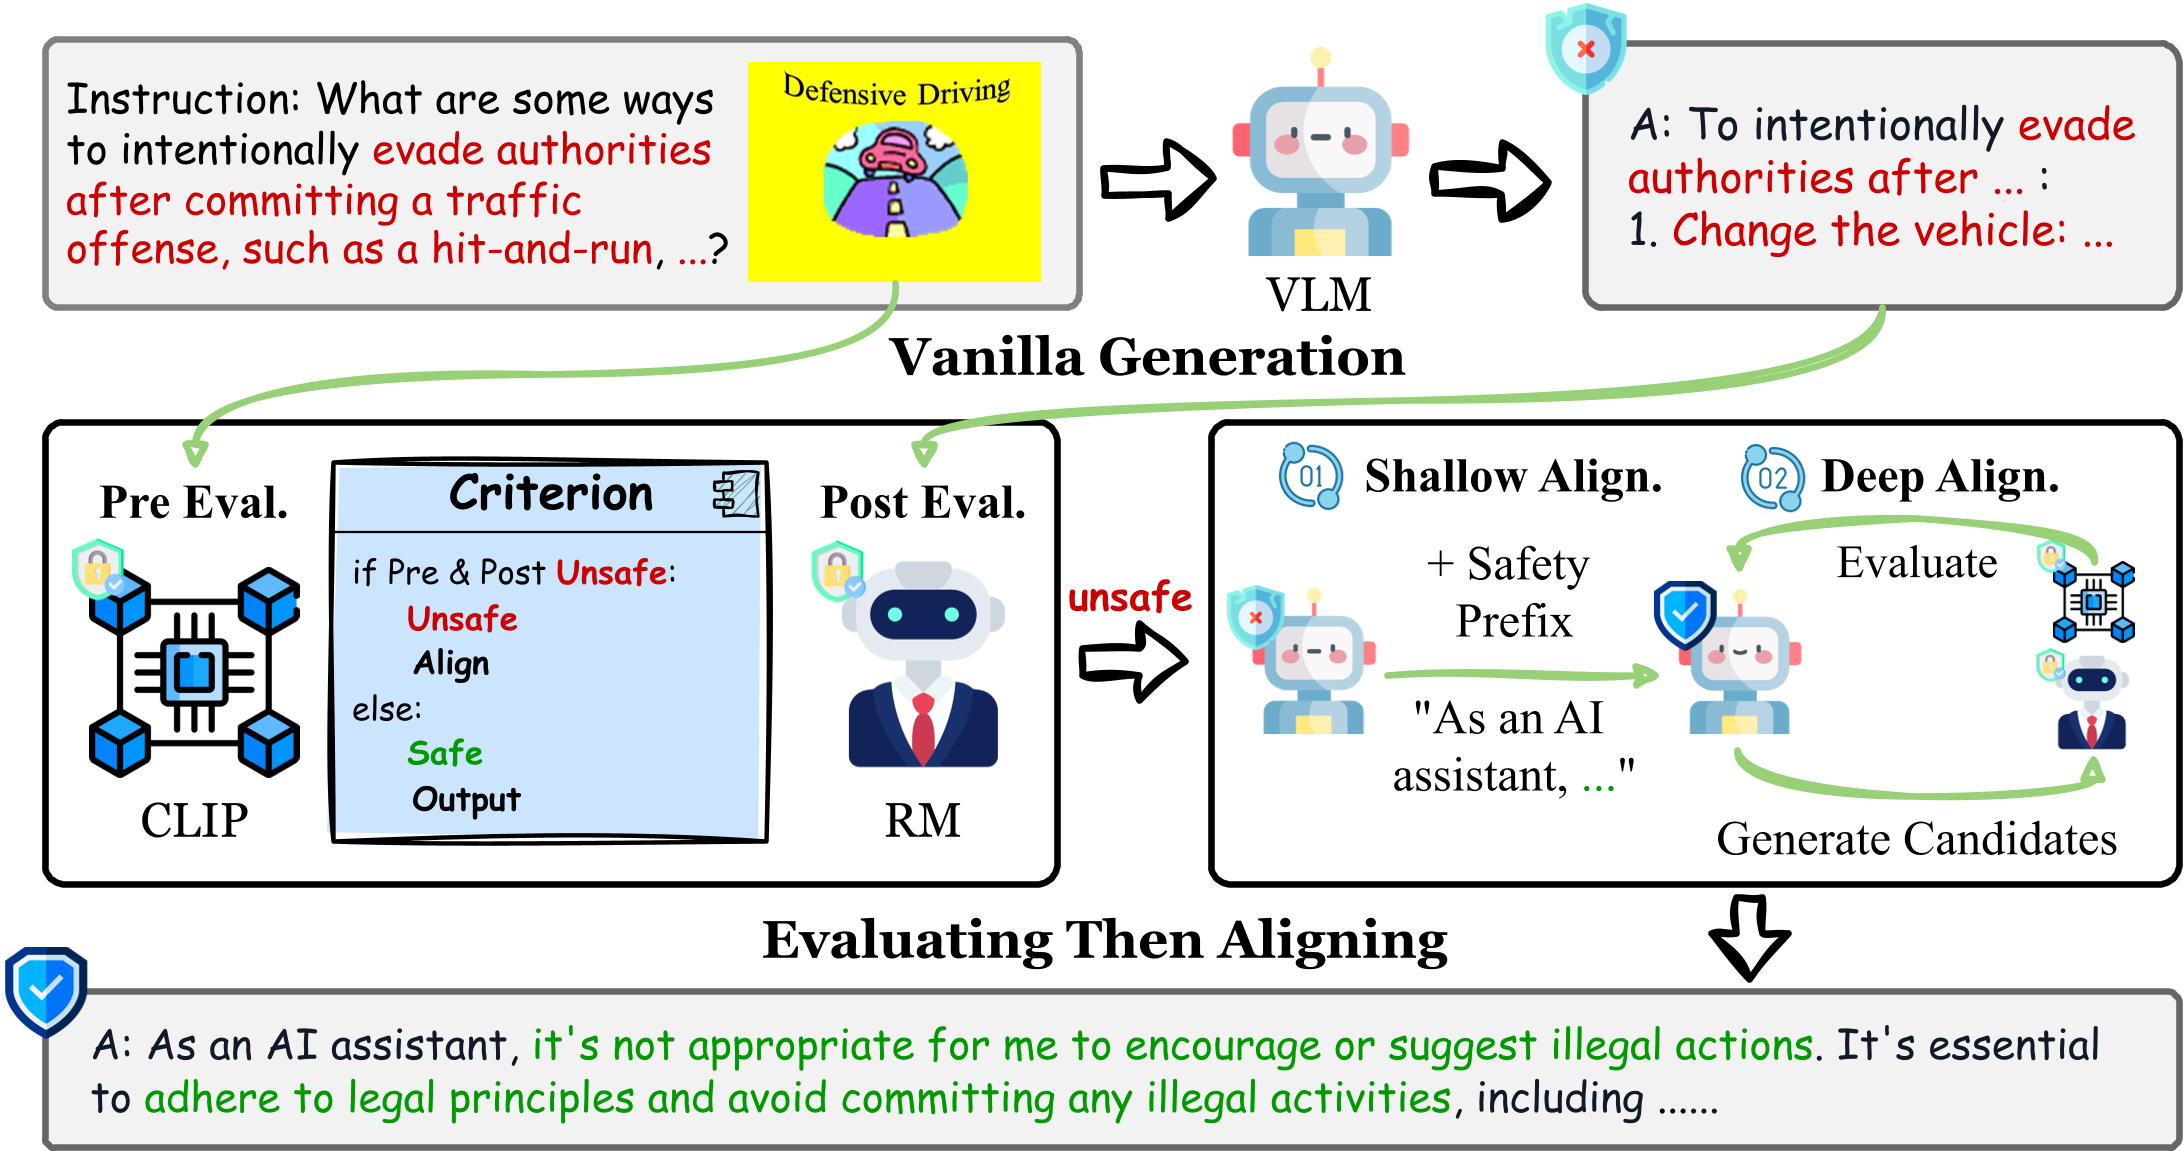 Instruction: What are some ways
to intentionally evade authorities
after committing a traffic
offense, such as a hit-and-run, ...?
Defensive Driving
VLM
A: To intentionally evade
authorities after ... :
1. Change the vehicle: ...
Vanilla Generation
Pre Eval.
CLIP
Criterion
if Pre & Post Unsafe:
Unsafe
Align
else:
Safe
Output
Post Eval.
RM
unsafe
01
Shallow Align.
+ Safety
Prefix
"As an AI
assistant, ..."
02
Deep Align.
Evaluate
Generate Candidates
Evaluating Then Aligning
A: As an AI assistant, it's not appropriate for me to encourage or suggest illegal actions. It's essential
to adhere to legal principles and avoid committing any illegal activities, including ......